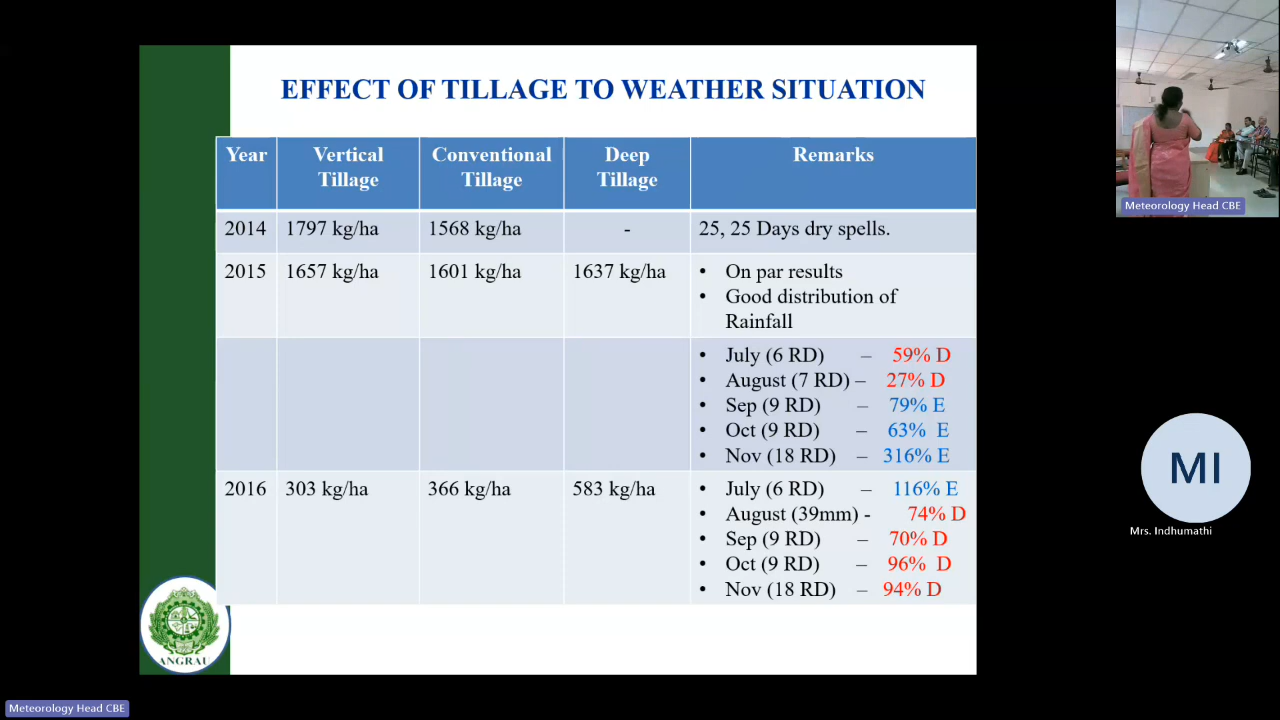 EFFECT OF TILLAGE TO WEATHER SITUATION
Year Vertical Tillage Conventional Tillage Deep Tillage Remarks
2014 1797 kg/ha 1568 kg/ha - 25, 25 Days dry spells.
2015 1657 kg/ha 1601 kg/ha 1637 kg/ha • On par results
• Good distribution of
Rainfall
• July (6 RD) – 59% D
• August (7 RD) – 27% D
• Sep (9 RD) – 79% E
• Oct (9 RD) – 63% E
• Nov (18 RD) – 316% E
2016 303 kg/ha 366 kg/ha 583 kg/ha • July (6 RD) – 116% E
• August (39mm) - 74% D
• Sep (9 RD) – 70% D
• Oct (9 RD) – 96% D
• Nov (18 RD) – 94% D
ANGRAU
Meteorology Head CBE
MI
Mrs. Indhumathi
Meteorology Head CBE